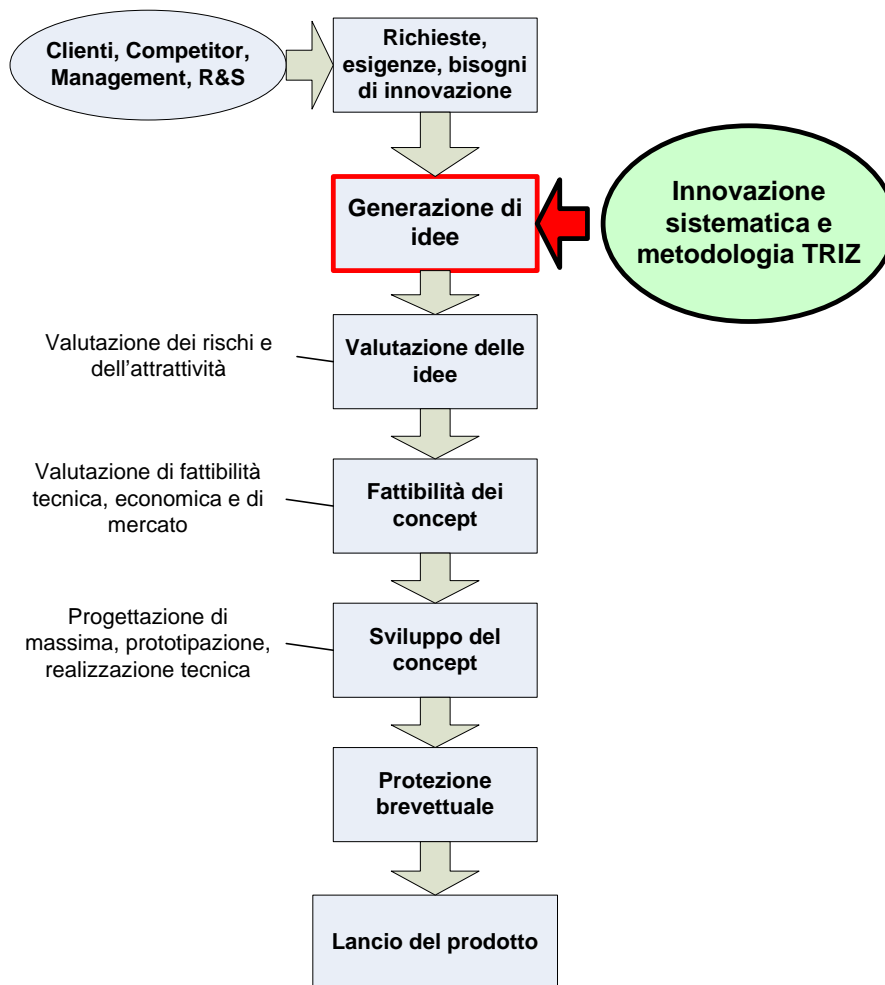 Clienti, Competitor,
Management, R&S
Richieste,
esigenze, bisogni
di innovazione
Generazione di
idee
Innovazione
sistematica e
metodologia TRIZ
Valutazione dei rischi e
dell'attrattività
Valutazione delle
idee
Valutazione di fattibilità
tecnica, economica e di
mercato
Fattibilità dei
concept
Progettazione di
massima, prototipazione,
realizzazione tecnica
Sviluppo del
concept
Protezione
brevettuale
Lancio del prodotto